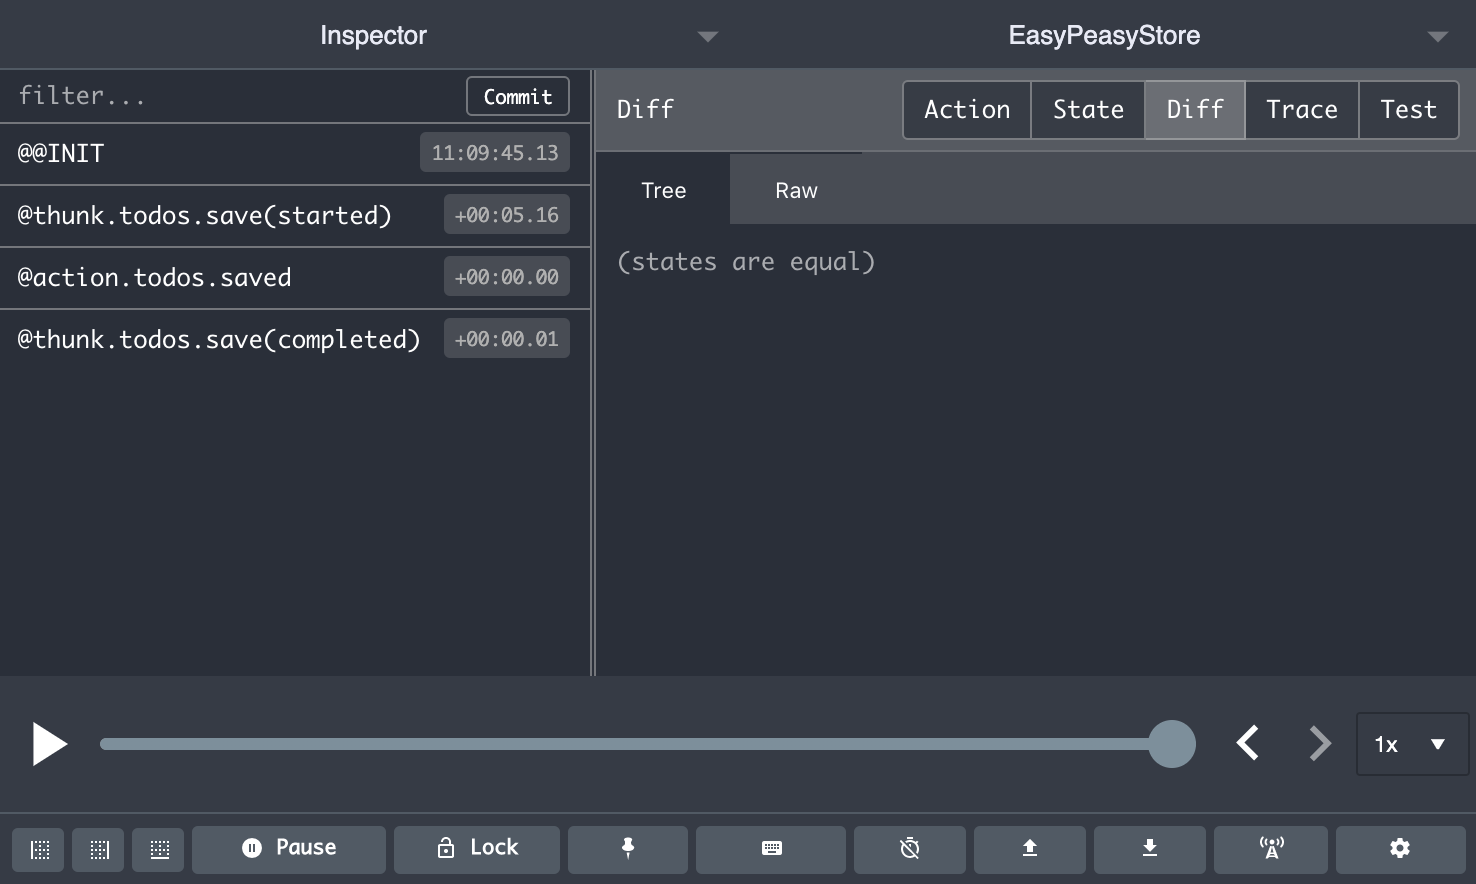 Inspector
EasyPeasyStore
filter...
Commit
@@INIT
11:09:45.13
@thunk.todos.save(started)
+00:05.16
@action.todos.saved
+00:00.00
@thunk.todos.save(completed)
+00:00.01
Diff
Action
State
Diff
Trace
Test
Tree
Raw
(states are equal)
1x
Pause
Lock